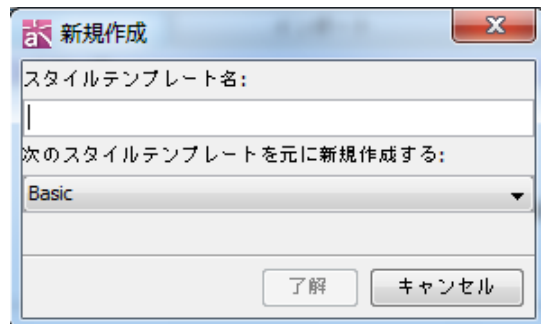 新規作成
スタイルテンプレート名:
次のスタイルテンプレートを元に新規作成する:
Basic
了解 キャンセル